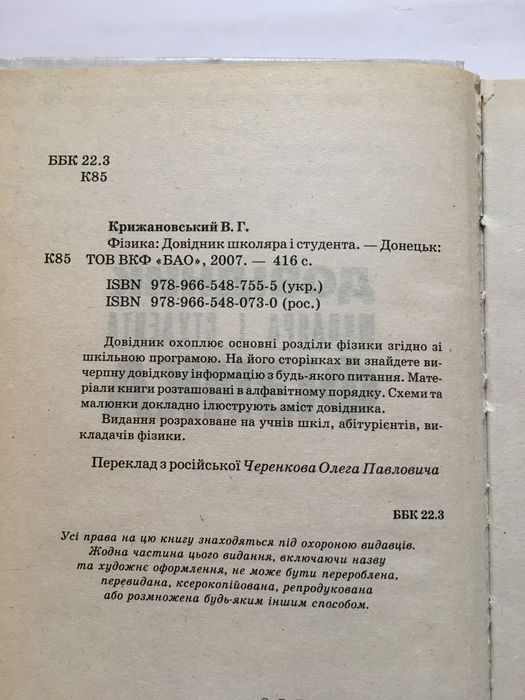 ББК 22.3
К85
Крижановський В. Г.
Фізика: Довідник школяра і студента. — Донецьк:
К85 ТОВ ВКФ «БАО», 2007. — 416 с.
ISBN 978-966-548-755-5 (укр.)
ISBN 978-966-548-073-0 (рос.)
Довідник охоплює основні розділи фізики згідно зі
шкільною програмою. На його сторінках ви знайдете ви-
черпну довідкову інформацію з будь-якого питання. Мате-
ріали книги розташовані в алфавітному порядку. Схеми та
малюнки докладно ілюструють зміст довідника.
Видання розраховане на учнів шкіл, абітурієнтів, ви-
кладачів фізики.
Переклад з російської Черенкова Олега Павловича
ББК 22.3
Усі права на цю книгу знаходяться під охороною видавців.
Жодна частина цього видання, включаючи назву
та художнє оформлення, не може бути перероблена,
перевидана, ксерокопійована, репродукована
або розмножена будь-яким іншим способом.